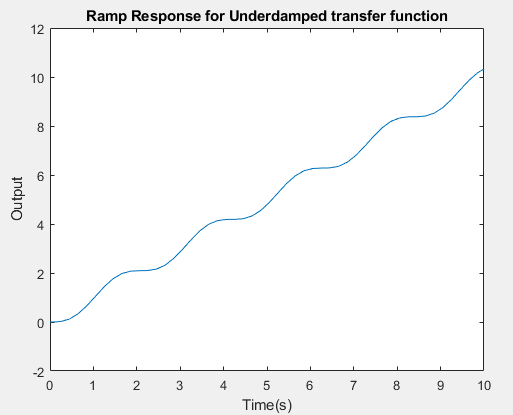 Ramp Response for Underdamped transfer function
12
10
8
6
4
2
0
-2
Output
0 1 2 3 4 5 6 7 8 9 10
Time(s)